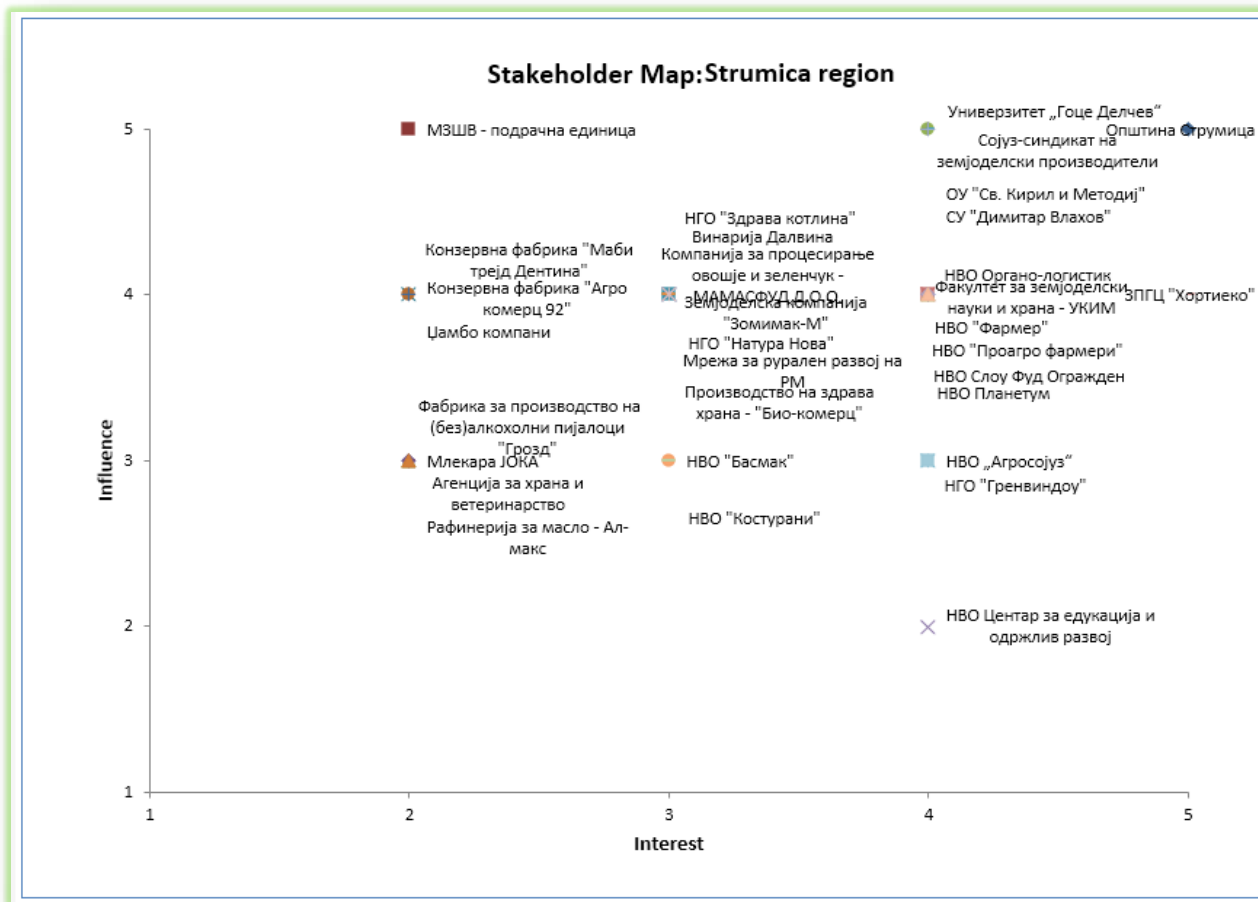 Stakeholder Map:Strumica region
Influence
5
МЗШВ - подрачна единица
Универзитет „Гоце Делчев“
Општина Струмица
Сојуз-синдикат на
земјоделски производители
ОУ "Св. Кирил и Методиј"
СУ "Димитар Влахов"
НГО "Здрава котлина"
Винарија Далвина
Компанија за процесирање
овошје и зеленчук -
МАМАСФУД Д.О.О
Конзервна фабрика "Маби
трејд Дентина"
4
Конзервна фабрика "Агро
комерц 92"
Џамбо компани
Земјоделска компанија
"Зомимак-М"
НГО "Натура Нова"
Мрежа за рурален развој на
РМ
Производство на здрава
храна - "Био-комерц"
НВО Органо-логистик
Факултет за земјоделски
науки и храна - УКИМ
ЗПГЦ "Хортиеко"
НВО "Фармер"
НВО "Проагро фармери"
НВО Слоу Фуд Огражден
НВО Планетум
Фабрика за производство на
(без)алкохолни пијалоци
"Грозд"
3
Млекара ЈОКА
Агенција за храна и
ветеринарство
Рафинерија за масло - Ал-
макс
НВО "Басмак"
НВО "Костурани"
НВО „Агросојуз“
НГО "Гренвиндоу"
2
НВО Центар за едукација и
одржлив развој
1
1 2 3 4 5
Interest